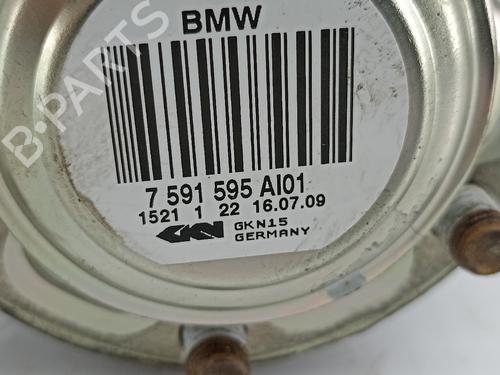 B-PARTS
BMW
7 591 595 AI01
1521 1 22 16.07.09
GKN GKN15
GERMANY